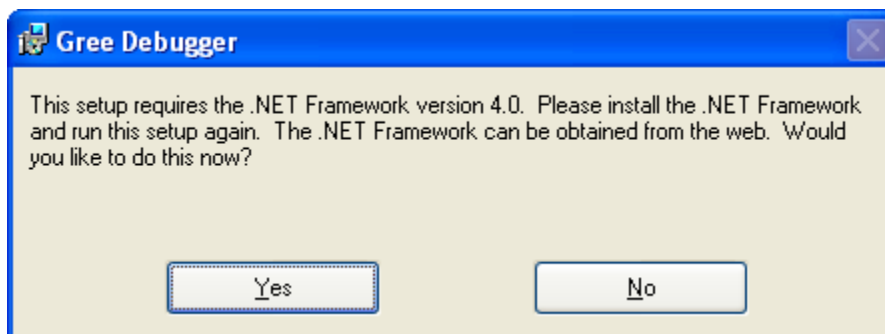 Gree Debugger
This setup requires the .NET Framework version 4.0.  Please install the .NET Framework
and run this setup again.  The .NET Framework can be obtained from the web.  Would
you like to do this now?
Yes
No